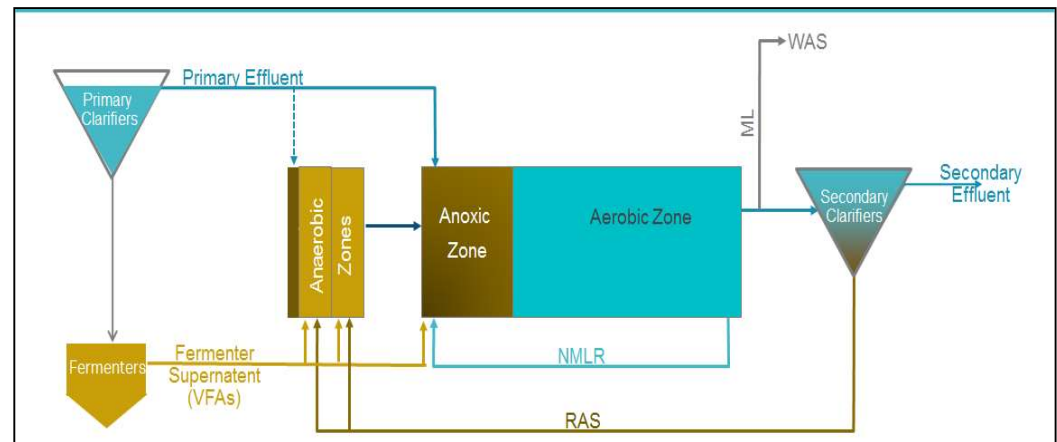 WAS
Primary Effluent
Primary
Clarifiers
ML
Secondary
Effluent
Anaerobic
Zones
Anoxic
Zone
Aerobic Zone
Secondary
Clarifiers
Fermenters
Fermenter
Supernatent
(VFAs)
NMLR
RAS